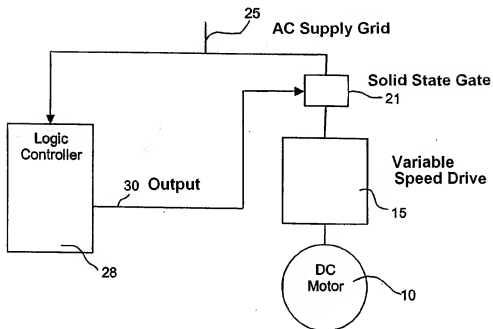 25
AC Supply Grid
Solid State Gate
21
Logic
Controller
30 Output
Variable
Speed Drive
15
28
DC
Motor
10